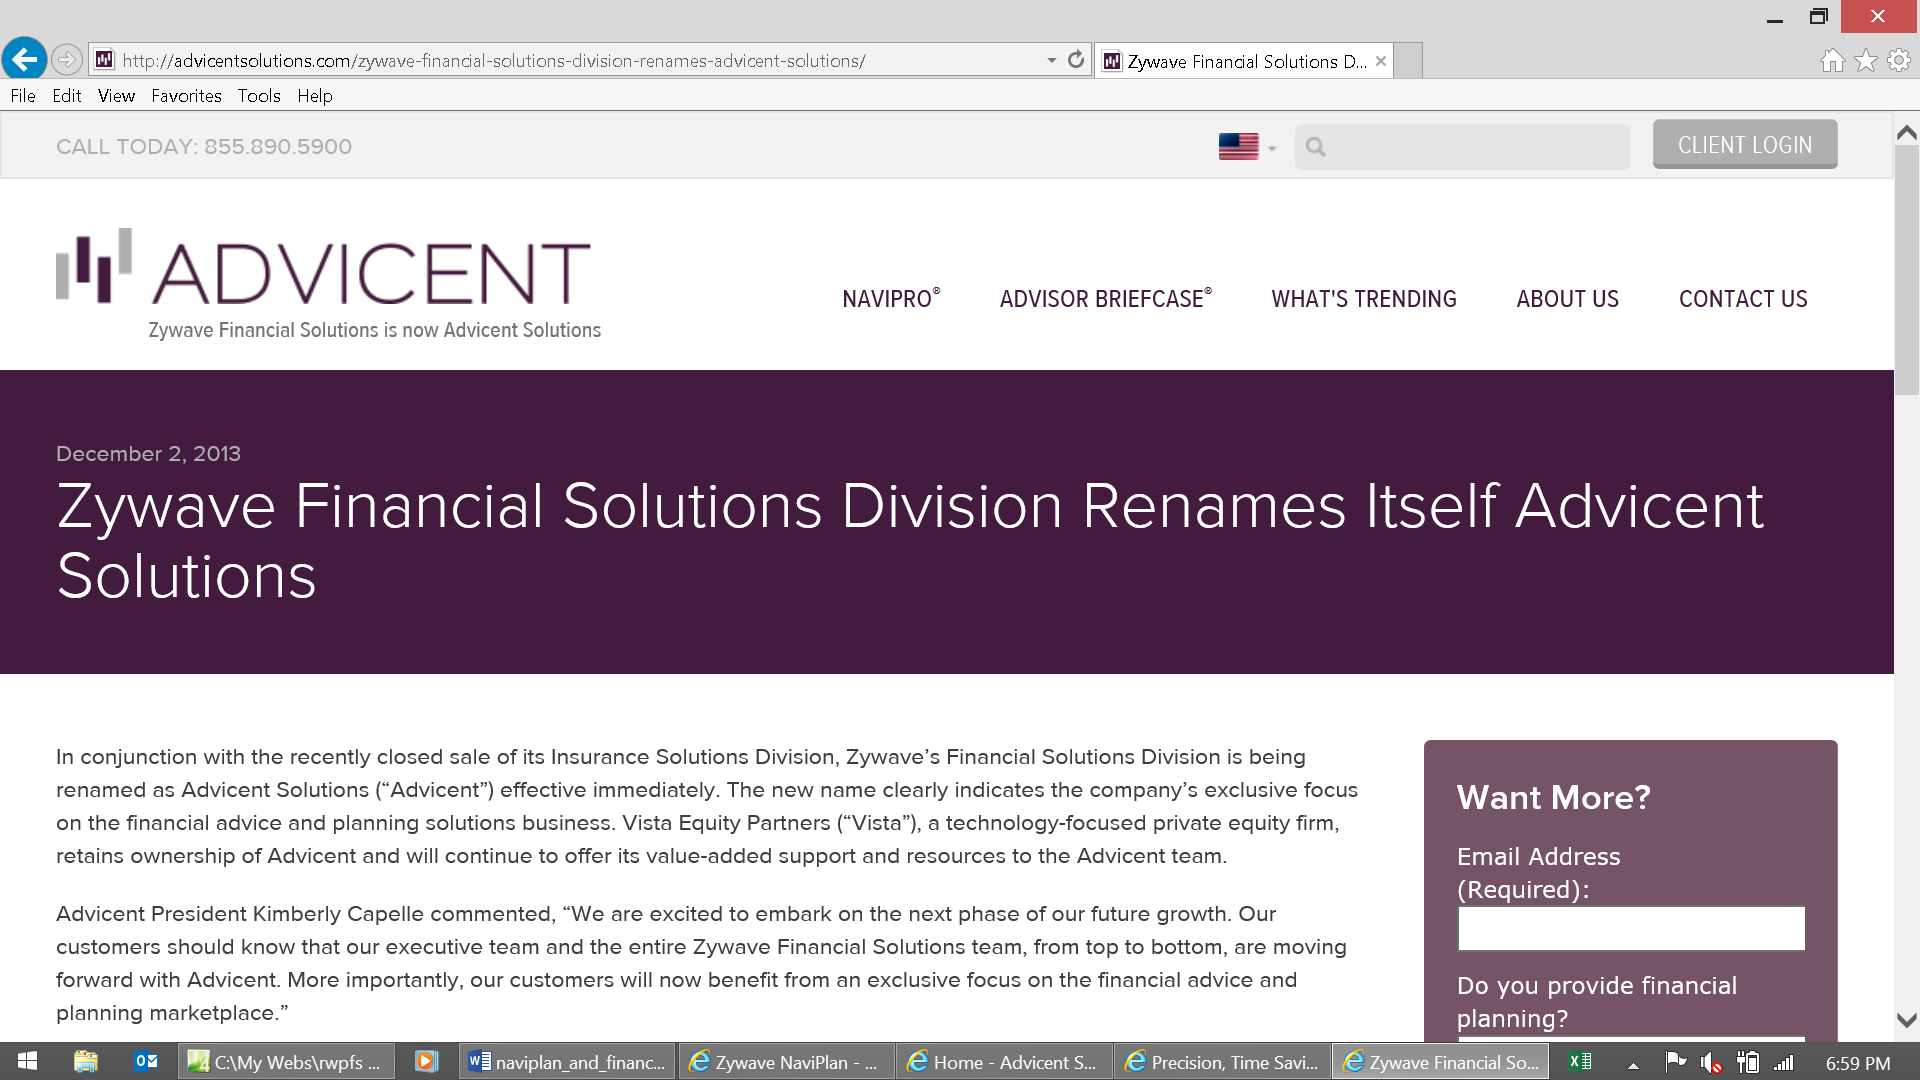 http://advicentsolutions.com/zywave-financial-solutions-division-renames-advicent-solutions/
Zywave Financial Solutions D...
File Edit View Favorites Tools Help
CALL TODAY: 855.890.5900
CLIENT LOGIN
ADVICENT
Zywave Financial Solutions is now Advicent Solutions
NAVIPRO® ADVISOR BRIEFCASE® WHAT'S TRENDING ABOUT US CONTACT US
December 2, 2013
Zywave Financial Solutions Division Renames Itself Advicent
Solutions
In conjunction with the recently closed sale of its Insurance Solutions Division, Zywave’s Financial Solutions Division is being
renamed as Advicent Solutions (“Advicent”) effective immediately. The new name clearly indicates the company’s exclusive focus
on the financial advice and planning solutions business. Vista Equity Partners (“Vista”), a technology-focused private equity firm,
retains ownership of Advicent and will continue to offer its value-added support and resources to the Advicent team.
Advicent President Kimberly Capelle commented, “We are excited to embark on the next phase of our future growth. Our
customers should know that our executive team and the entire Zywave Financial Solutions team, from top to bottom, are moving
forward with Advicent. More importantly, our customers will now benefit from an exclusive focus on the financial advice and
planning marketplace.”
Want More?
Email Address
(Required):
Do you provide financial
planning?
C:\My Webs\rwpfs ...
naviplan_and_financ...
Zywave NaviPlan - ...
Home - Advicent S...
Precision, Time Savi...
Zywave Financial So...
6:59 PM